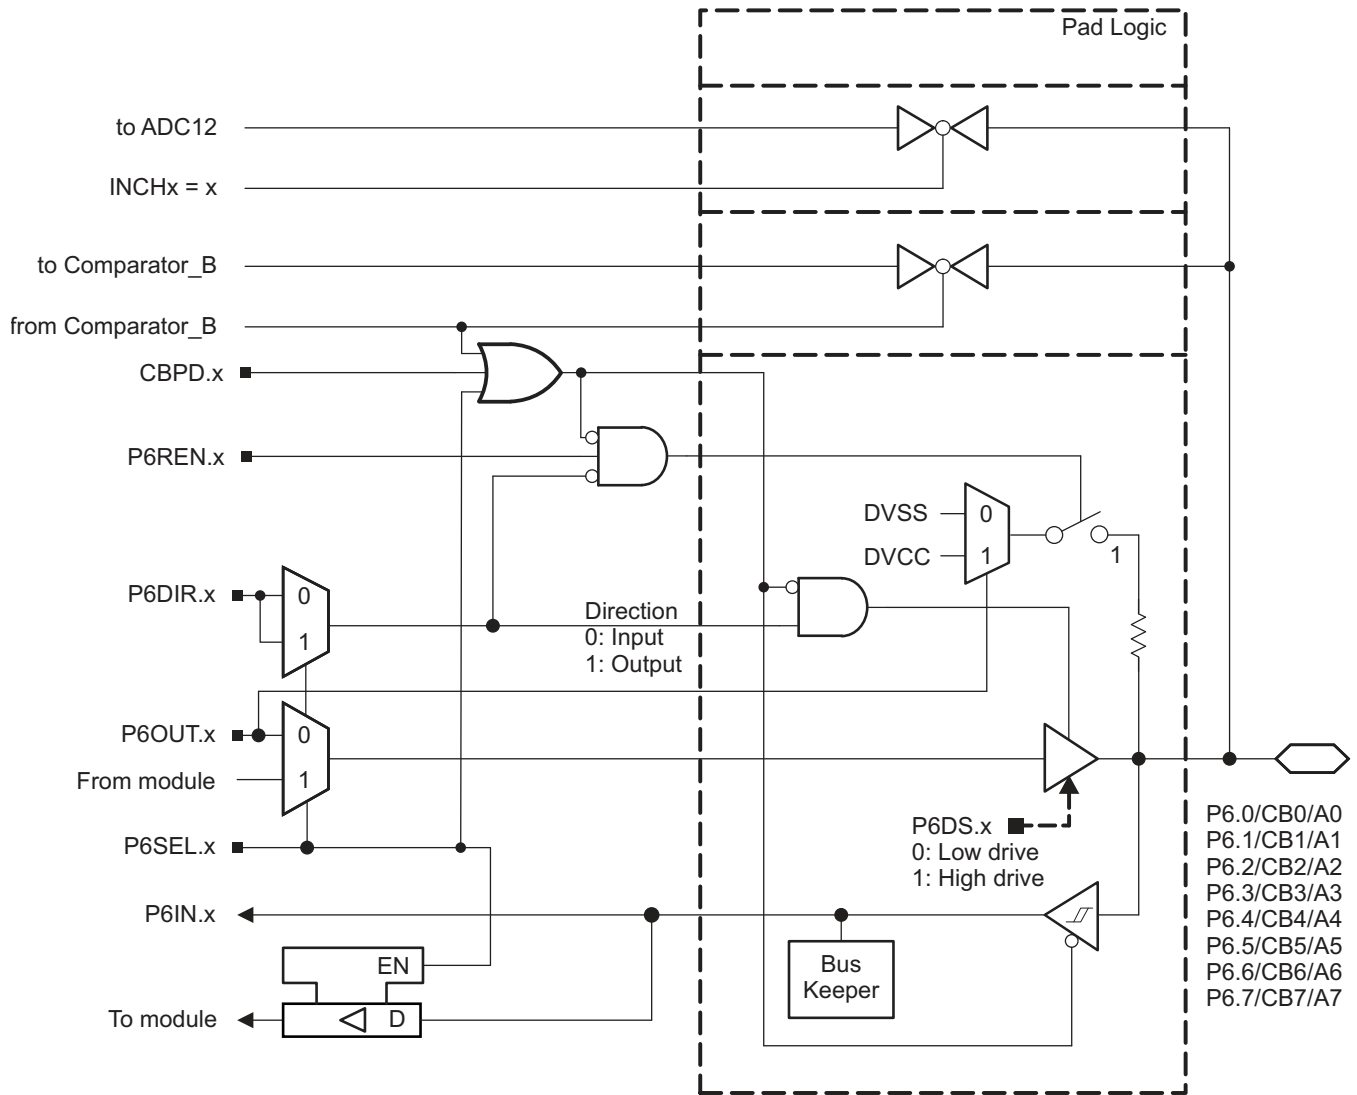 Pad Logic
to ADC12
INCHx = x
to Comparator_B
from Comparator_B
CBPD.x
P6REN.x
DVSS
0
DVCC
1
1
P6DIR.x
0
1
Direction
0: Input
1: Output
P6OUT.x
0
From module
1
P6SEL.x
P6DS.x
0: Low drive
1: High drive
P6.0/CB0/A0
P6.1/CB1/A1
P6.2/CB2/A2
P6.3/CB3/A3
P6.4/CB4/A4
P6.5/CB5/A5
P6.6/CB6/A6
P6.7/CB7/A7
P6IN.x
EN
Bus
Keeper
To module
D